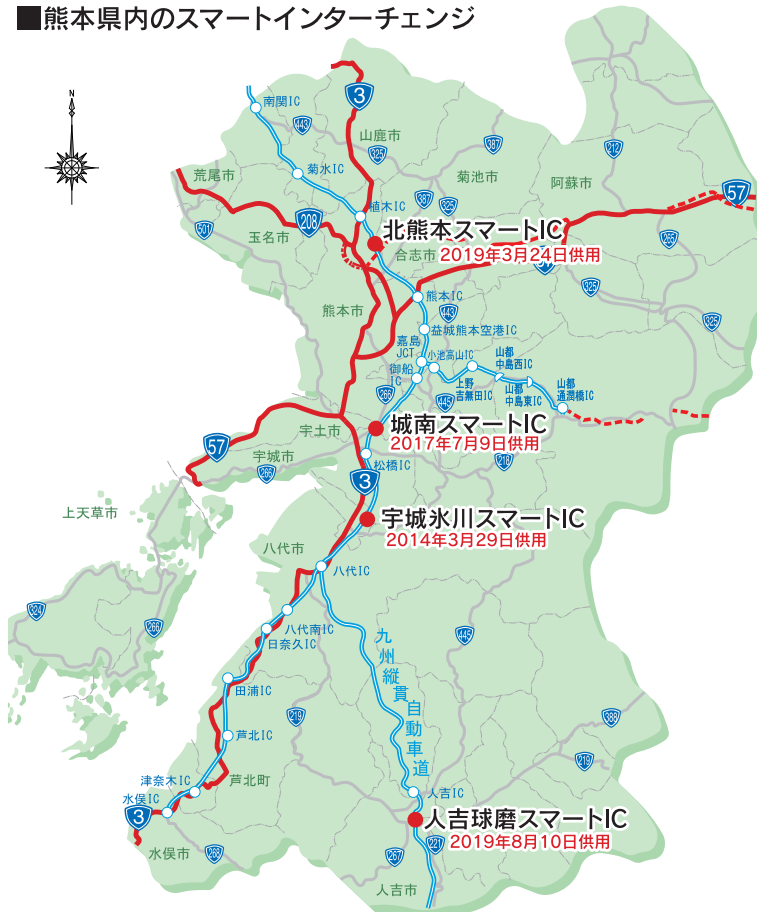 ■熊本県内のスマートインターチェンジ
N
3
南関IC
443
山鹿市
325
387
212
菊水IC
荒尾市
菊池市
阿蘇市
57
387
325
植木IC
208
501
玉名市
北熊本スマートIC
合志市
2019年3月24日供用
265
325
熊本IC
熊本市
443
325
益城熊本空港IC
嘉島
JCT
小池高山IC
山都
中島西IC
御船
IC
上野
吉無田IC
山都
中島東IC
山都
通潤橋IC
266
445
城南スマートIC
2017年7月9日供用
宇土市
57
宇城市
松橋IC
218
266
3
上天草市
宇城氷川スマートIC
2014年3月29日供用
八代市
八代IC
324
266
八代南IC
日奈久IC
445
九州縦貫自動車道
田浦IC
219
388
芦北IC
219
芦北町
津奈木IC
人吉IC
水俣IC
3
人吉球磨スマートIC
2019年8月10日供用
221
水俣市
268
267
人吉市